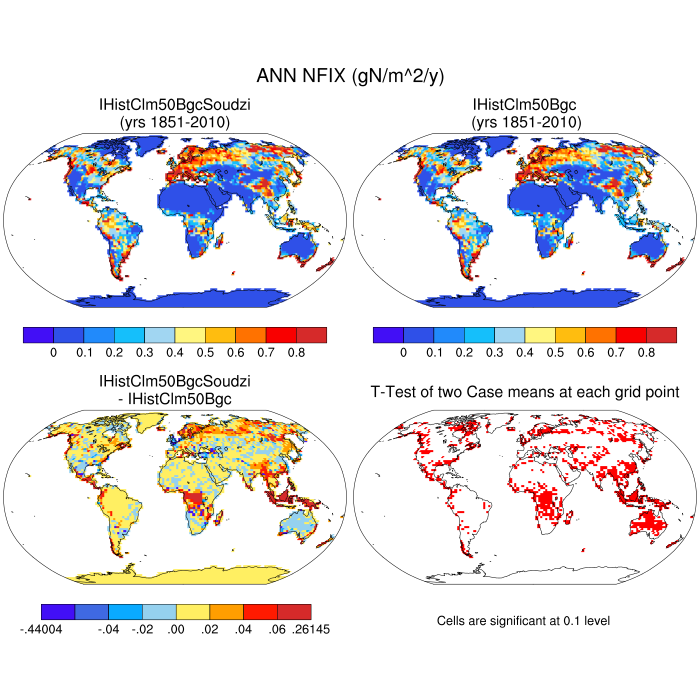 ANN NFIX (gN/m^2/y)
IHistClm50BgcSoudzi
(yrs 1851-2010)
IHistClm50Bgc
(yrs 1851-2010)
0 0.1 0.2 0.3 0.4 0.5 0.6 0.7 0.8
0 0.1 0.2 0.3 0.4 0.5 0.6 0.7 0.8
IHistClm50BgcSoudzi
- IHistClm50Bgc
T-Test of two Case means at each grid point
-.44004 -.04 -.02 .00 .02 .04 .06 .26145
Cells are significant at 0.1 level